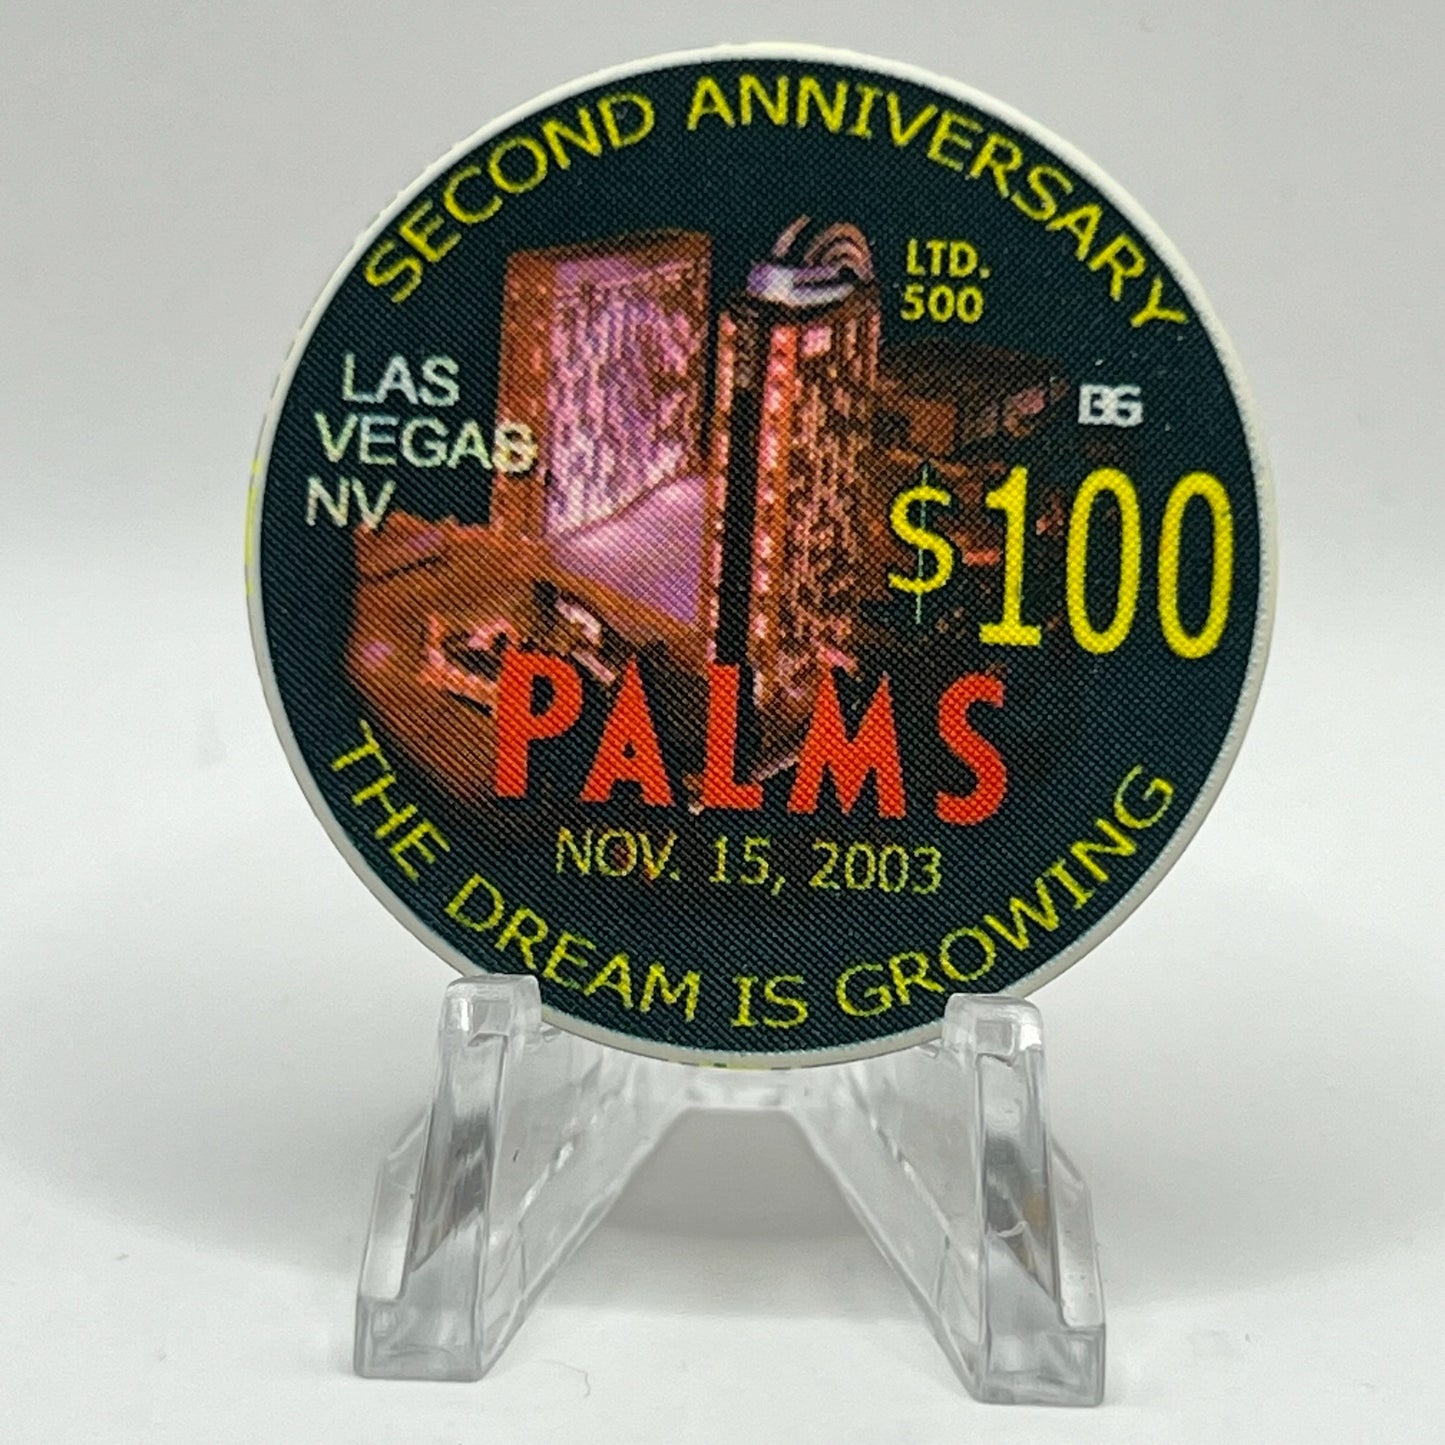 SECOND ANNIVERSARY
LTD.
500
LAS
VEGAS
NV
BG
$100
PALMS
NOV. 15, 2003
THE DREAM IS GROWING